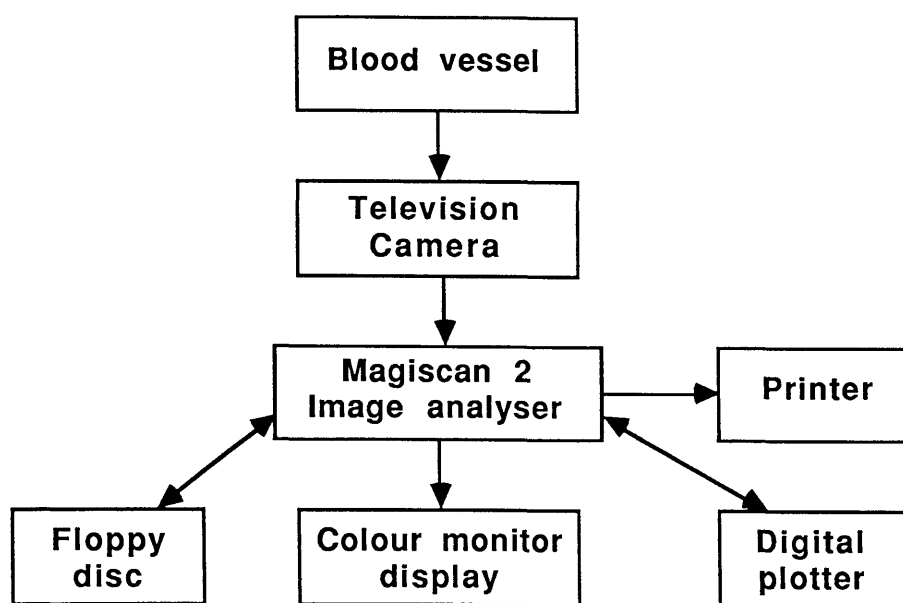 Blood vessel
Television
Camera
Magiscan 2
Image analyser
Printer
Floppy
disc
Colour monitor
display
Digital
plotter